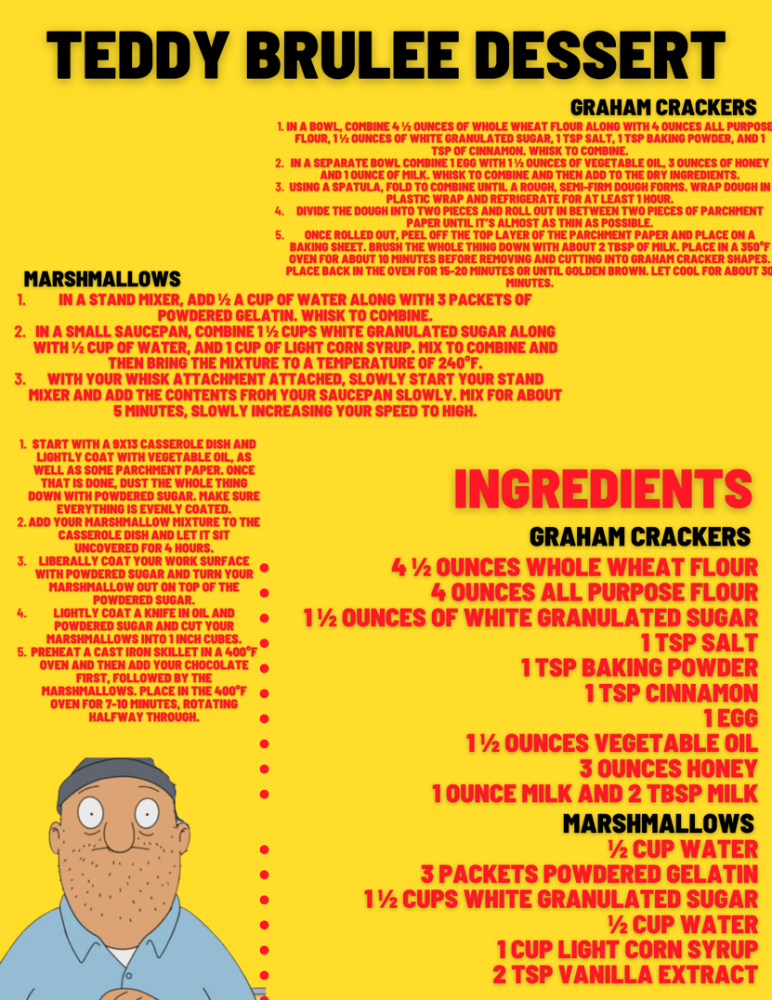 TEDDY BRULEE DESSERT
GRAHAM CRACKERS
1. IN A BOWL, COMBINE 4 ½ OUNCES OF WHOLE WHEAT FLOUR ALONG WITH 4 OUNCES ALL PURPOSE
FLOUR, 1 ½ OUNCES OF WHITE GRANULATED SUGAR, 1 TSP SALT, 1 TSP BAKING POWDER, AND 1
TSP OF CINNAMON. WHISK TO COMBINE.
2. IN A SEPARATE BOWL COMBINE 1 EGG WITH 1 ½ OUNCES OF VEGETABLE OIL, 3 OUNCES OF HONEY
AND 1 OUNCE OF MILK. WHISK TO COMBINE AND THEN ADD TO THE DRY INGREDIENTS.
3. USING A SPATULA, FOLD TO COMBINE UNTIL A ROUGH, SEMI-FIRM DOUGH FORMS. WRAP DOUGH IN
PLASTIC WRAP AND REFRIGERATE FOR AT LEAST 1 HOUR.
4. DIVIDE THE DOUGH INTO TWO PIECES AND ROLL OUT IN BETWEEN TWO PIECES OF PARCHMENT
PAPER UNTIL IT'S ALMOST AS THIN AS POSSIBLE.
5. ONCE ROLLED OUT, PEEL OFF THE TOP LAYER OF THE PARCHMENT PAPER AND PLACE ON A
BAKING SHEET. BRUSH THE WHOLE THING DOWN WITH ABOUT 2 TBSP OF MILK. PLACE IN A 350°F
OVEN FOR ABOUT 10 MINUTES BEFORE REMOVING AND CUTTING INTO GRAHAM CRACKER SHAPES.
PLACE BACK IN THE OVEN FOR 15-20 MINUTES OR UNTIL GOLDEN BROWN. LET COOL FOR ABOUT 30
MINUTES.
MARSHMALLOWS
1. IN A STAND MIXER, ADD ½ A CUP OF WATER ALONG WITH 3 PACKETS OF
POWDERED GELATIN. WHISK TO COMBINE.
2. IN A SMALL SAUCEPAN, COMBINE 1 ½ CUPS WHITE GRANULATED SUGAR ALONG
WITH ½ CUP OF WATER, AND 1 CUP OF LIGHT CORN SYRUP. MIX TO COMBINE AND
THEN BRING THE MIXTURE TO A TEMPERATURE OF 240°F.
3. WITH YOUR WHISK ATTACHMENT ATTACHED, SLOWLY START YOUR STAND
MIXER AND ADD THE CONTENTS FROM YOUR SAUCEPAN SLOWLY. MIX FOR ABOUT
5 MINUTES, SLOWLY INCREASING YOUR SPEED TO HIGH.
1. START WITH A 9X13 CASSEROLE DISH AND
LIGHTLY COAT WITH VEGETABLE OIL, AS
WELL AS SOME PARCHMENT PAPER. ONCE
THAT IS DONE, DUST THE WHOLE THING
DOWN WITH POWDERED SUGAR. MAKE SURE
EVERYTHING IS EVENLY COATED.
2. ADD YOUR MARSHMALLOW MIXTURE TO THE
CASSEROLE DISH AND LET IT SIT
UNCOVERED FOR 4 HOURS.
3. LIBERALLY COAT YOUR WORK SURFACE
WITH POWDERED SUGAR AND TURN YOUR
MARSHMALLOW OUT ON TOP OF THE
POWDERED SUGAR.
4. LIGHTLY COAT A KNIFE IN OIL AND
POWDERED SUGAR AND CUT YOUR
MARSHMALLOWS INTO 1 INCH CUBES.
5. PREHEAT A CAST IRON SKILLET IN A 400°F
OVEN AND THEN ADD YOUR CHOCOLATE
FIRST, FOLLOWED BY THE
MARSHMALLOWS. PLACE IN THE 400°F
OVEN FOR 7-10 MINUTES, ROTATING
HALFWAY THROUGH.
INGREDIENTS
GRAHAM CRACKERS
• 4 ½ OUNCES WHOLE WHEAT FLOUR
• 4 OUNCES ALL PURPOSE FLOUR
• 1 ½ OUNCES OF WHITE GRANULATED SUGAR
• 1 TSP SALT
• 1 TSP BAKING POWDER
• 1 TSP CINNAMON
• 1 EGG
• 1 ½ OUNCES VEGETABLE OIL
• 3 OUNCES HONEY
• 1 OUNCE MILK AND 2 TBSP MILK
MARSHMALLOWS
• ½ CUP WATER
• 3 PACKETS POWDERED GELATIN
• 1 ½ CUPS WHITE GRANULATED SUGAR
• ½ CUP WATER
• 1 CUP LIGHT CORN SYRUP
• 2 TSP VANILLA EXTRACT